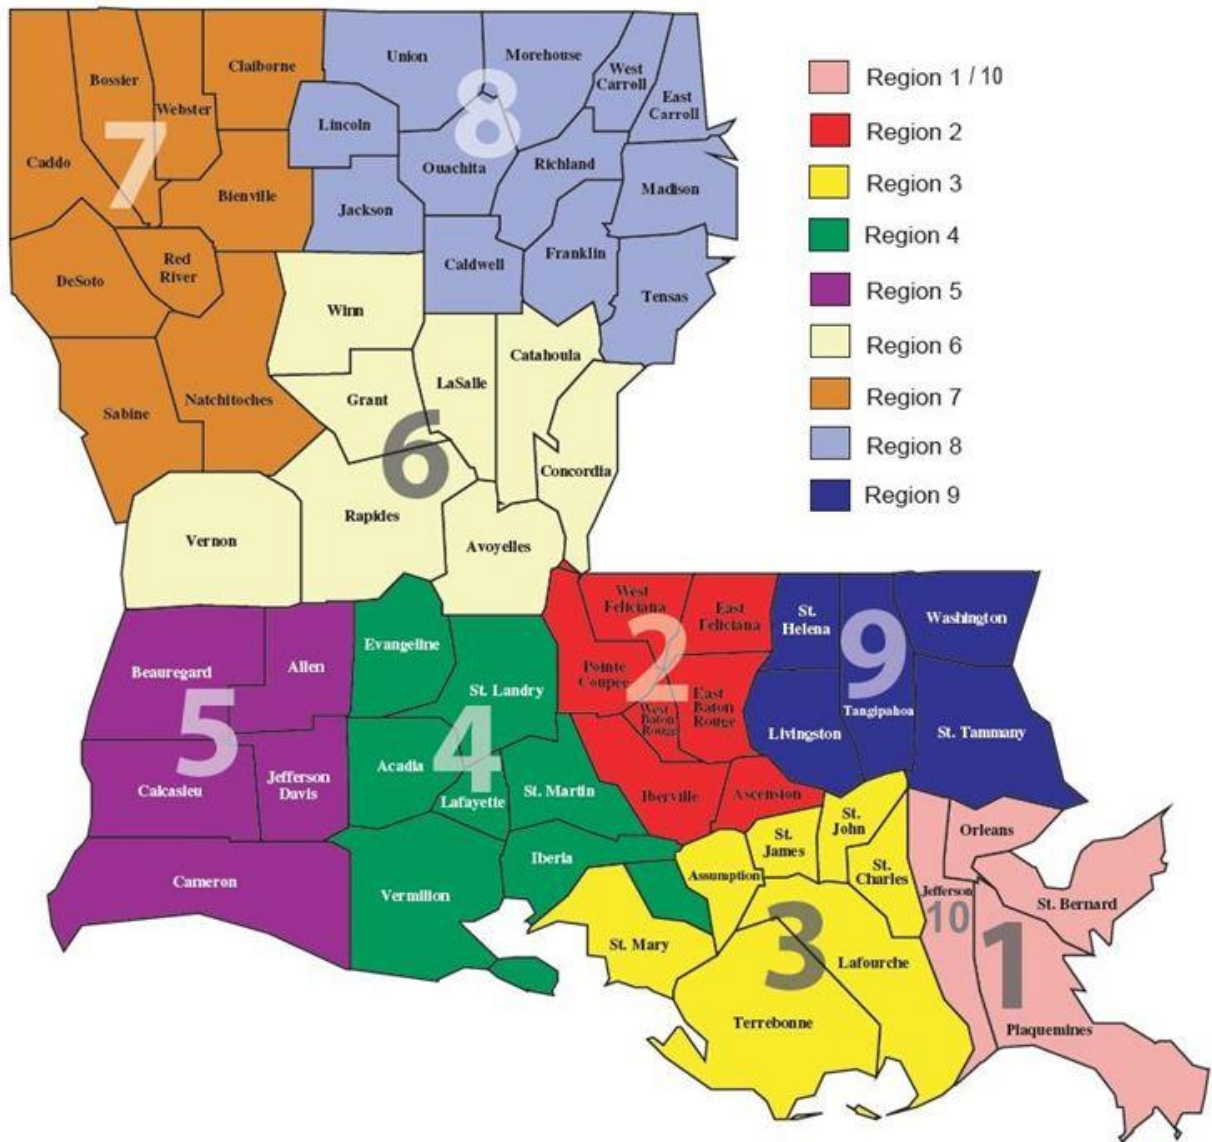 Claiborne
Union
Morehouse
West
Carroll
East
Carroll
Bossier
Webster
Lincoln
8
7
Caddo
Ouachita
Richland
Madison
Bienville
Jackson
Red
River
DeSoto
Caldwell
Franklin
Tensas
Winn
Catahoula
LaSalle
Grant
Natchitoches
Sabine
6
Concordia
Rapides
Vernon
Avoyelles
Region 1 / 10
Region 2
Region 3
Region 4
Region 5
Region 6
Region 7
Region 8
Region 9
West
Feliciana
East
Feliciana
St.
Helena
Washington
9
2
Evangeline
Beauregard
Allen
Pointe
Coupee
St. Landry
West
Baton
Rouge
East
Baton
Rouge
Tangipahoa
Livingston
St. Tammany
5
4
Acadia
Calcasieu
Jefferson
Davis
Lafayette
St. Martin
Iberville
Ascension
St.
John
Orleans
St.
James
Iberia
Cameron
Vermilion
Assumption
St.
Charles
Jefferson
10
St. Bernard
St. Mary
3
Lafourche
1
Terrebonne
Plaquemines